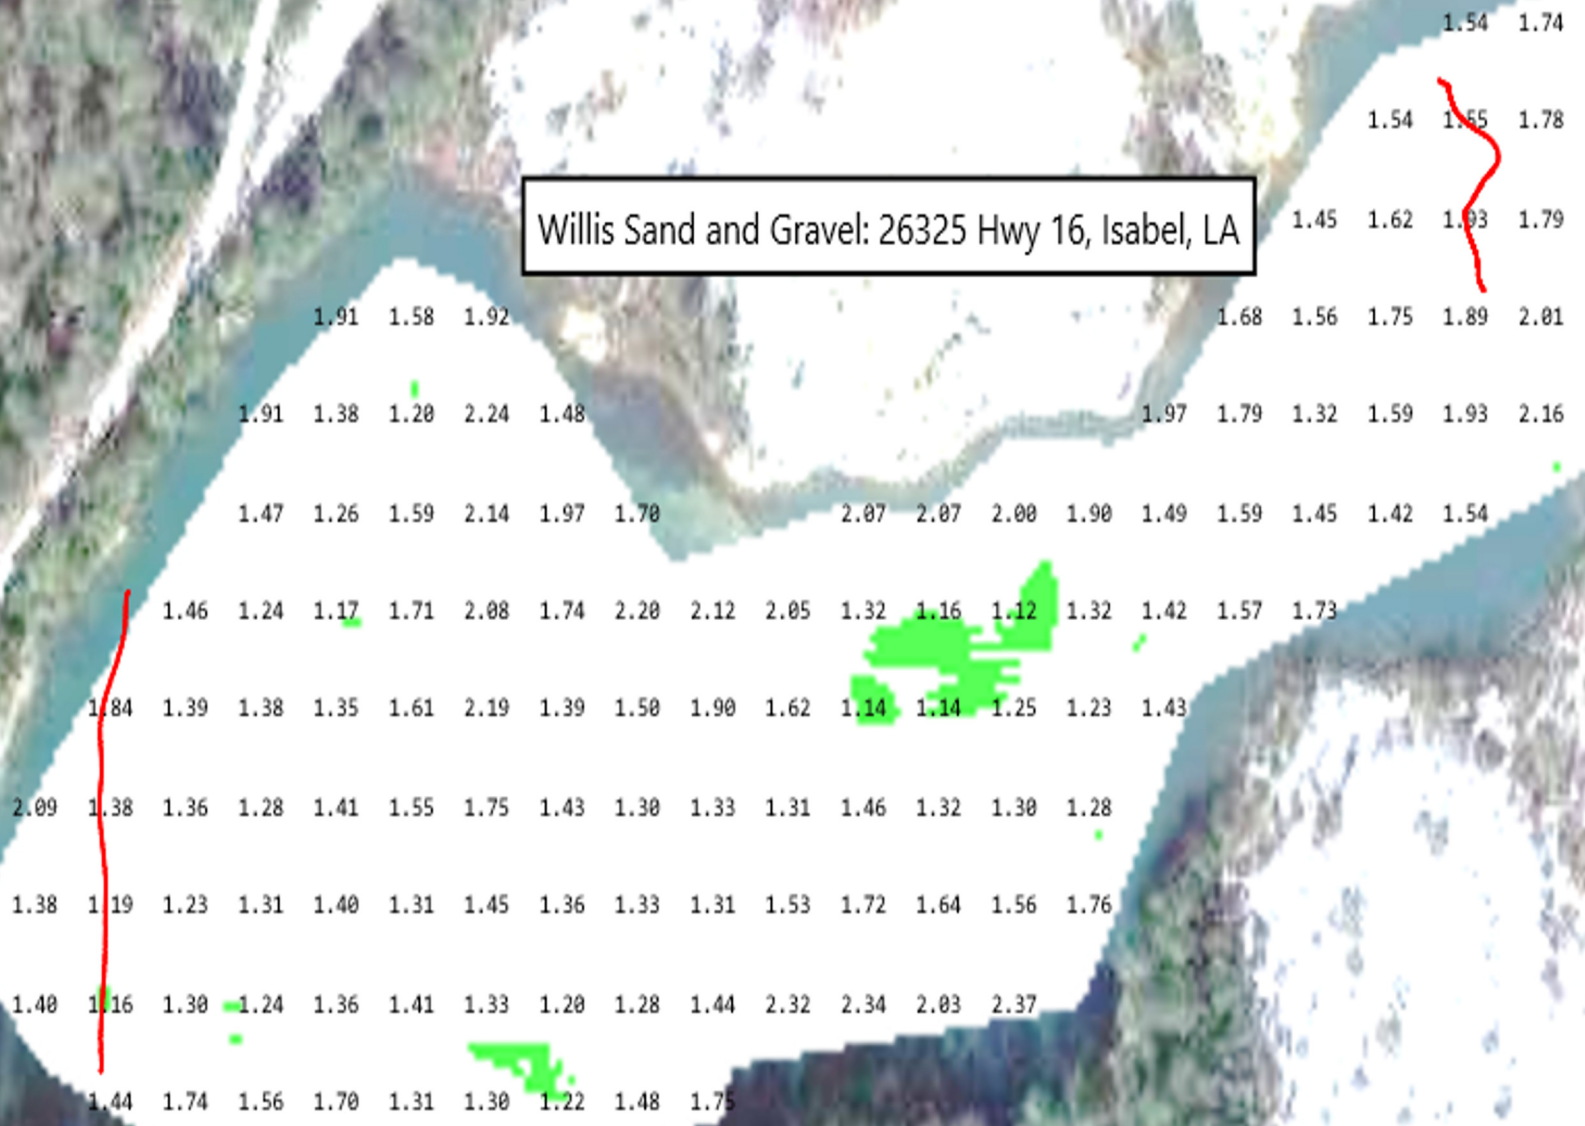 1.54 1.74
1.54 1.55 1.78
Willis Sand and Gravel: 26325 Hwy 16, Isabel, LA
1.45 1.62 1.93 1.79
1.91 1.58 1.92 1.68 1.56 1.75 1.89 2.01
1.91 1.38 1.20 2.24 1.48 1.97 1.79 1.32 1.59 1.93 2.16
1.47 1.26 1.59 2.14 1.97 1.70 2.07 2.07 2.00 1.90 1.49 1.59 1.45 1.42 1.54
1.46 1.24 1.17 1.71 2.08 1.74 2.20 2.12 2.05 1.32 1.16 1.12 1.32 1.42 1.57 1.73
1.84 1.39 1.38 1.35 1.61 2.19 1.39 1.50 1.90 1.62 1.14 1.14 1.25 1.23 1.43
2.09 1.38 1.36 1.28 1.41 1.55 1.75 1.43 1.30 1.33 1.31 1.46 1.32 1.30 1.28
1.38 1.19 1.23 1.31 1.40 1.31 1.45 1.36 1.33 1.31 1.53 1.72 1.64 1.56 1.76
1.40 1.16 1.30 1.24 1.36 1.41 1.33 1.20 1.28 1.44 2.32 2.34 2.03 2.37
1.44 1.74 1.56 1.70 1.31 1.30 1.22 1.48 1.75